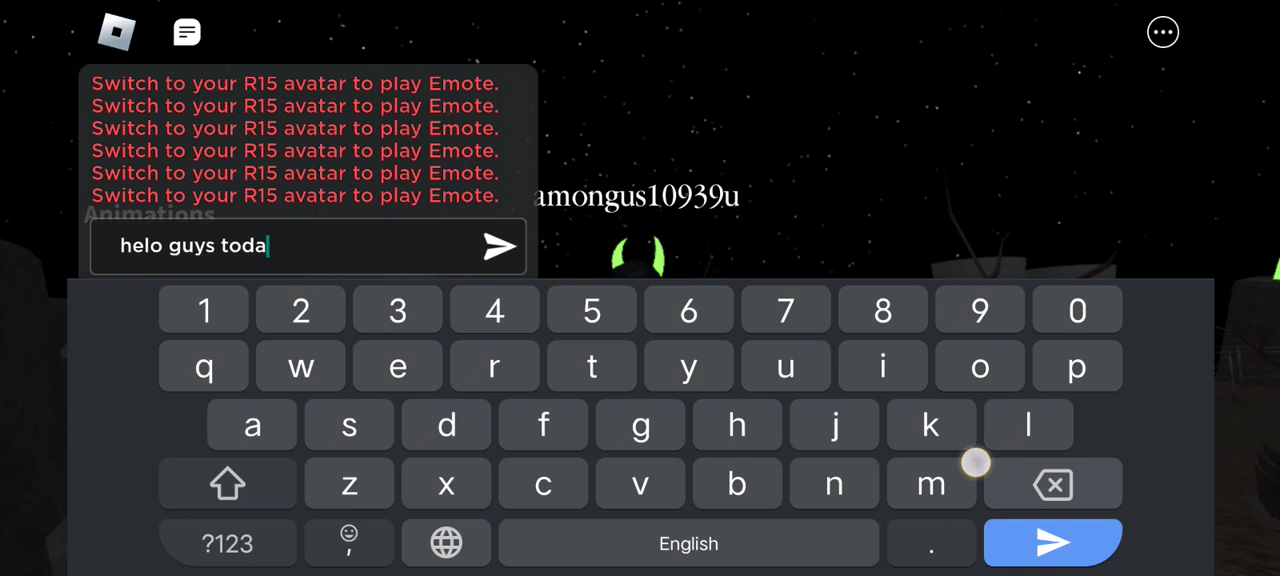 Switch to your R15 avatar to play Emote.
Switch to your R15 avatar to play Emote.
Switch to your R15 avatar to play Emote.
Switch to your R15 avatar to play Emote.
Switch to your R15 avatar to play Emote.
Switch to your R15 avatar to play Emote.
amongus10939u
Animations
helo guys toda
1 2 3 4 5 6 7 8 9 0
q w e r t y u i o p
a s d f g h j k l
z x c v b n m
?123 , English .